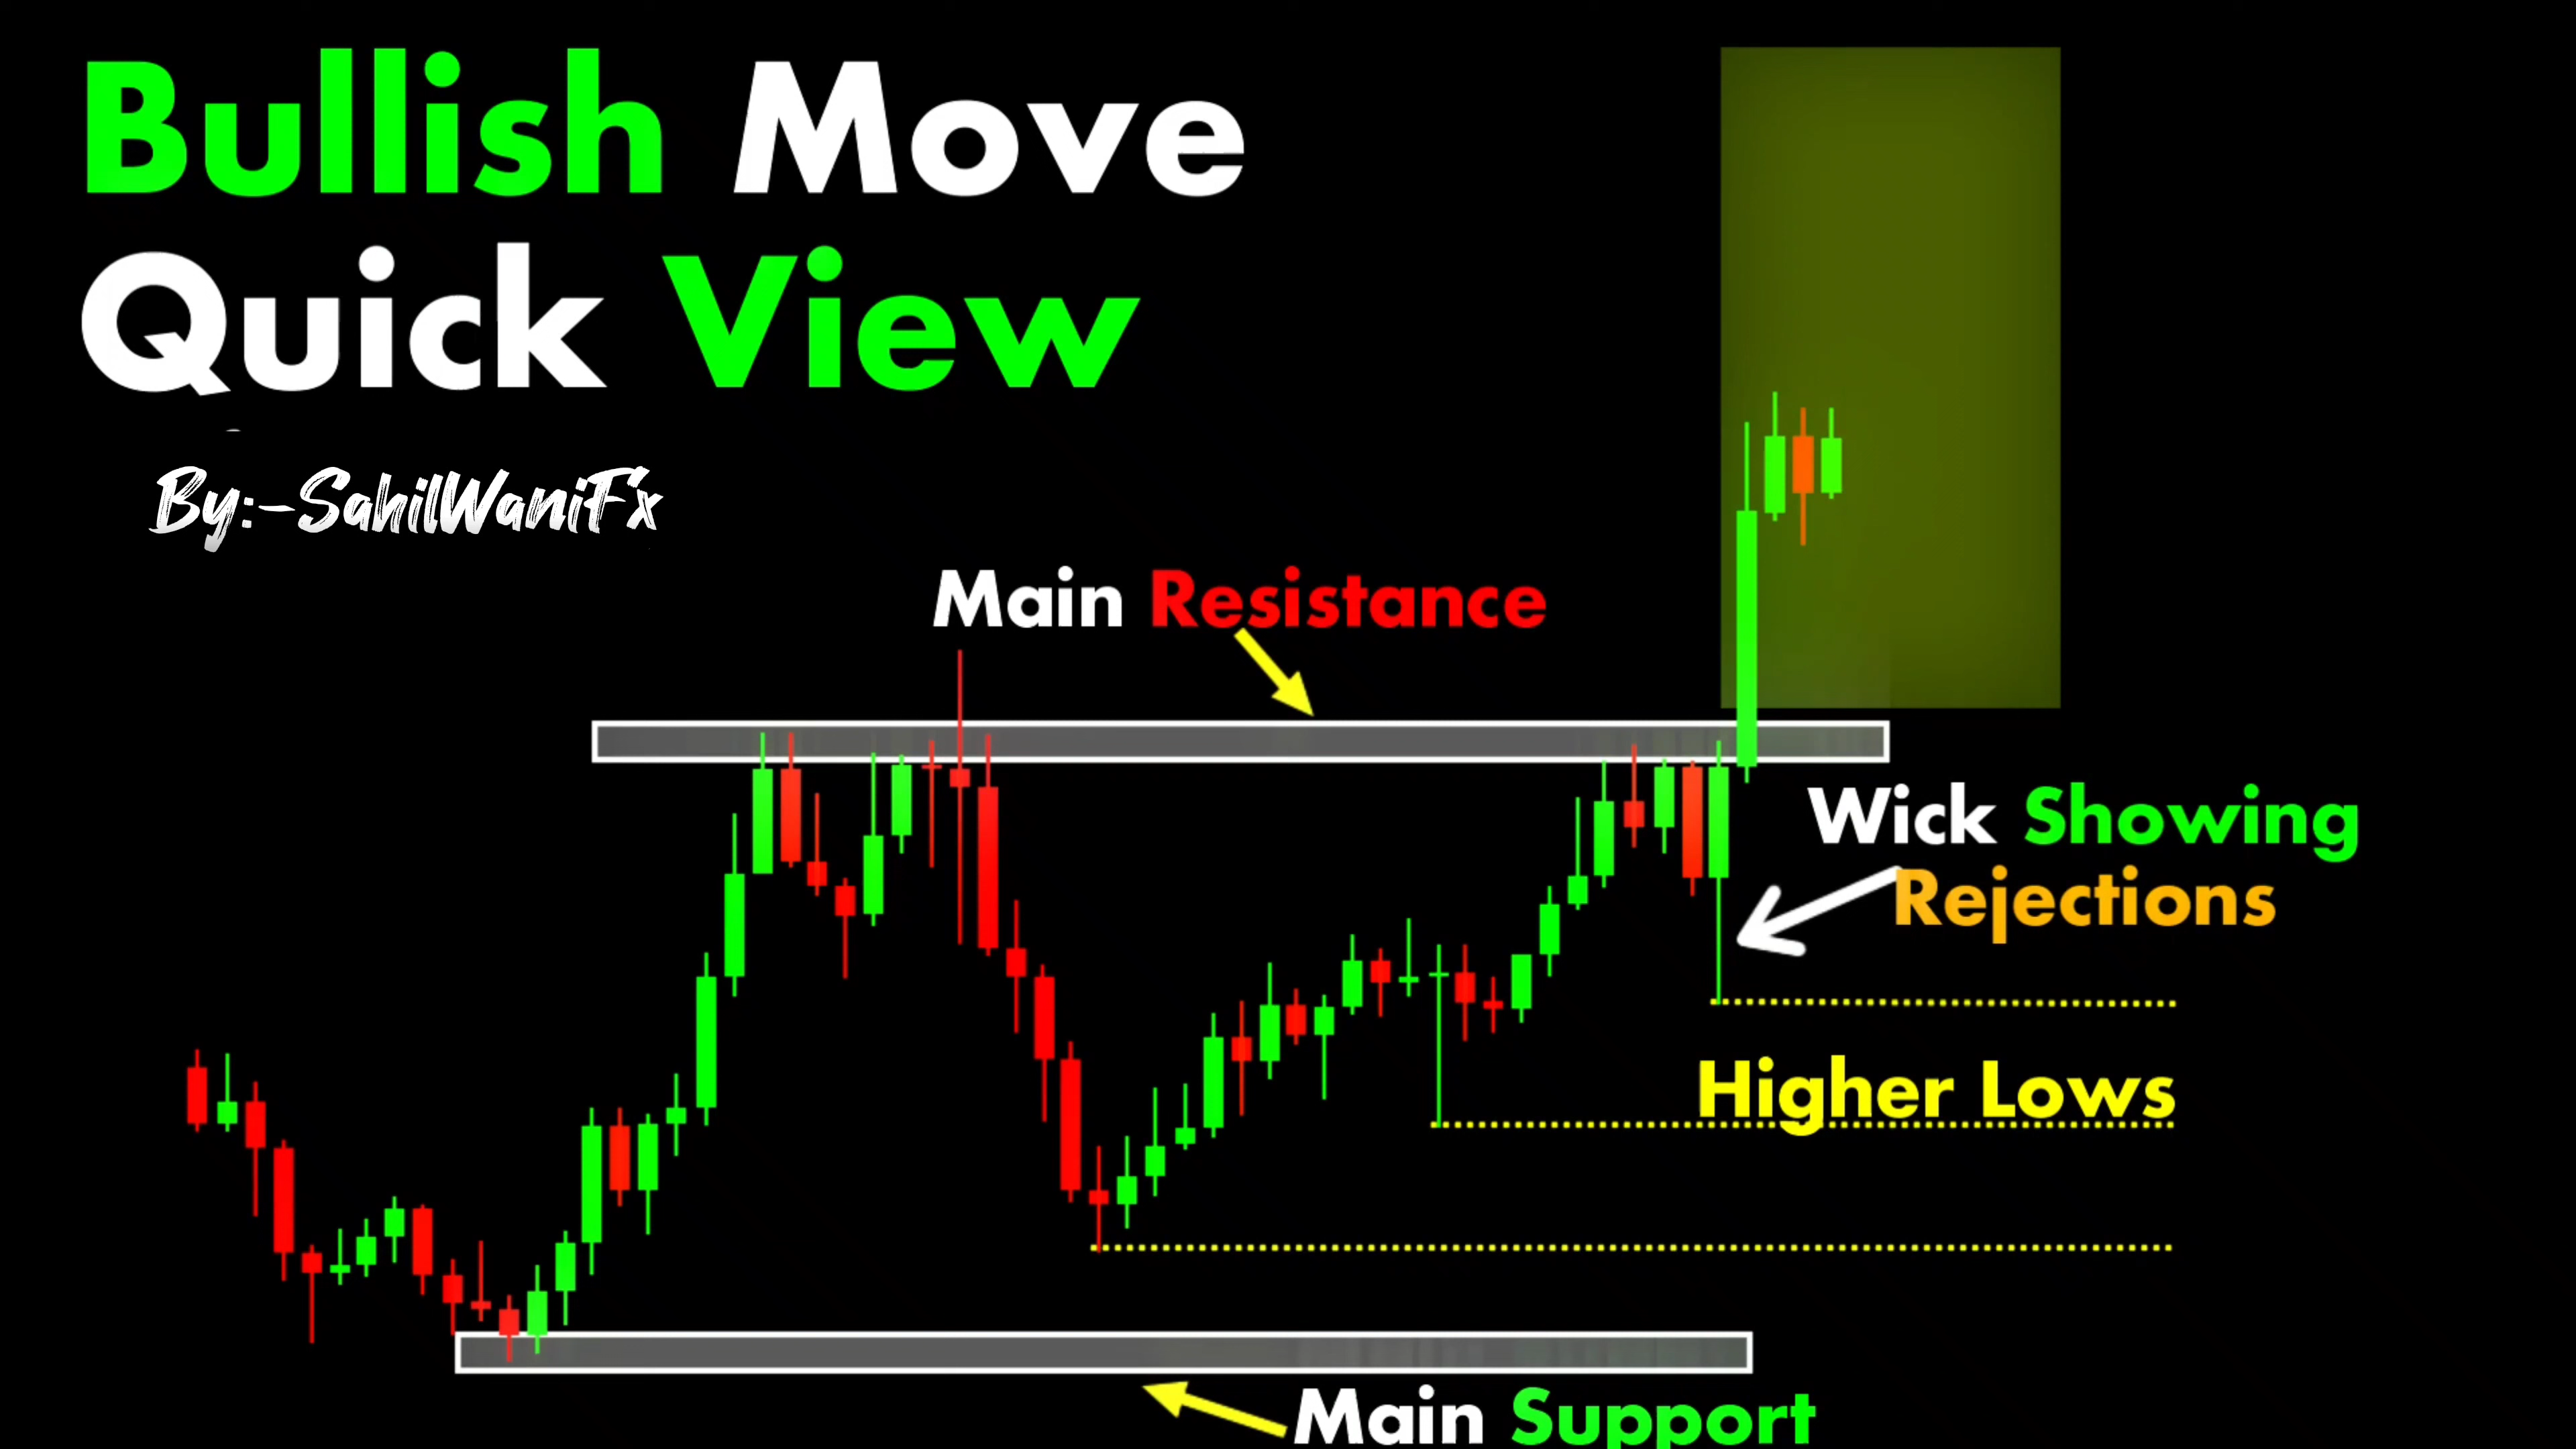 Bullish Move
Quick View
By:-SahilWaniFx
Main Resistance
Wick Showing
Rejections
Higher Lows
Main Support